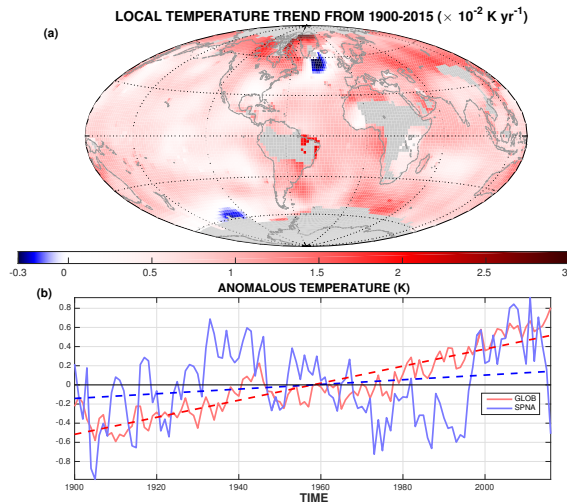 LOCAL TEMPERATURE TREND FROM 1900-2015 (× 10⁻² K yr⁻¹)
(a)
-0.3 0 0.5 1 1.5 2 2.5 3
(b)
ANOMALOUS TEMPERATURE (K)
0.8
0.6
0.4
0.2
0
-0.2
-0.4
-0.6
-0.8
GLOB
SPNA
1900 1920 1940 1960 1980 2000
TIME